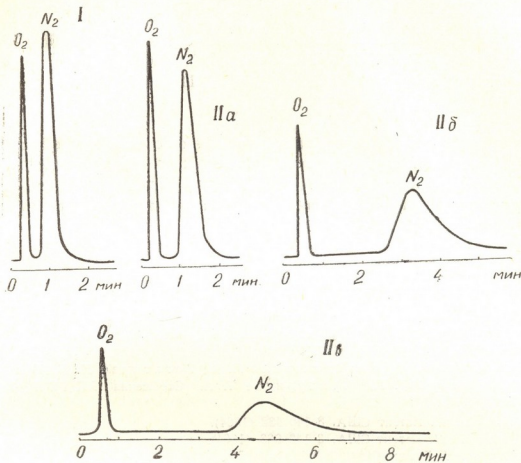 I
O₂ N₂
0 1 2 мин
IIа
O₂ N₂
0 1 2 мин
IIб
O₂ N₂
0 2 4 мин
IIв
O₂ N₂
0 2 4 6 8 мин